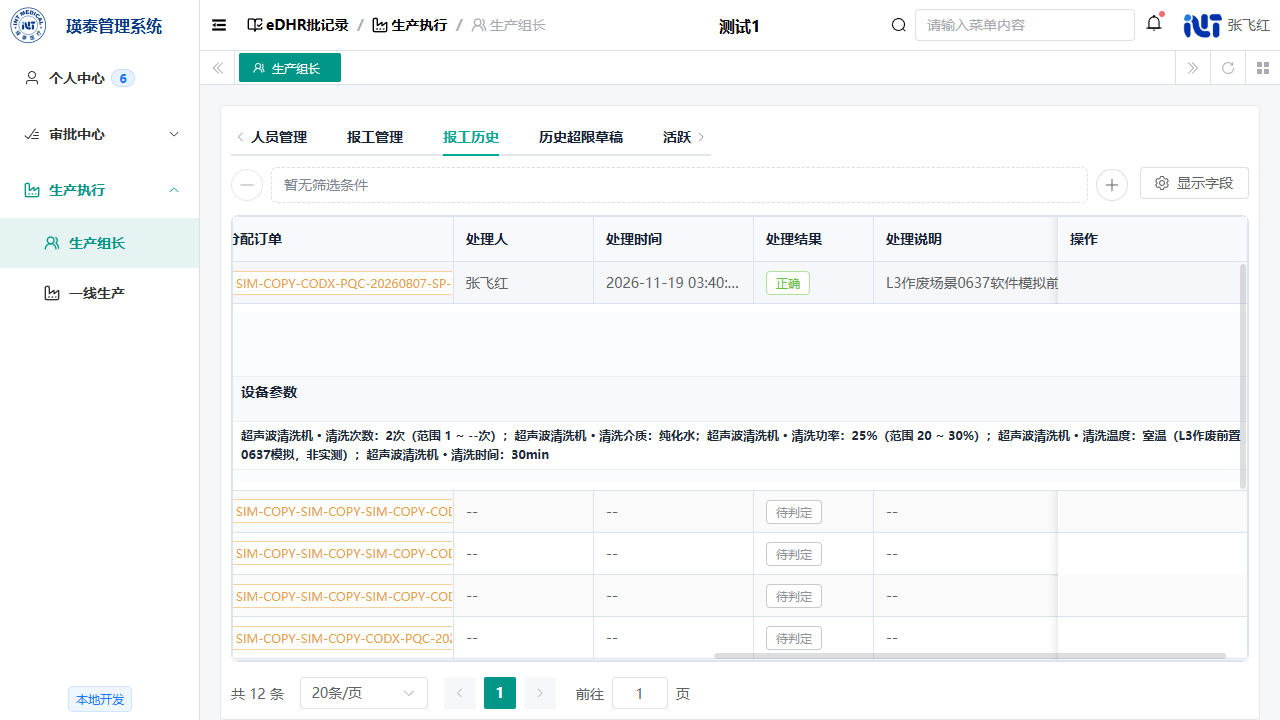 瑛泰管理系统
eDHR批记录 / 生产执行 / 生产组长
测试1
请输入菜单内容
张飞红
个人中心 6
审批中心
生产执行
生产组长
一线生产
本地开发
生产组长
人员管理 报工管理 报工历史 历史超限草稿 活跃
暂无筛选条件
显示字段
分配订单 处理人 处理时间 处理结果 处理说明 操作
SIM-COPY-CODX-PQC-20260807-SP- 张飞红 2026-11-19 03:40:... 正确 L3作废场景0637软件模拟前
设备参数
超声波清洗机・清洗次数：2次（范围 1 ~ --次）；超声波清洗机・清洗介质：纯化水；超声波清洗机・清洗功率：25%（范围 20 ~ 30%）；超声波清洗机・清洗温度：室温（L3作废前置
0637模拟，非实测）；超声波清洗机・清洗时间：30min
SIM-COPY-SIM-COPY-SIM-COPY-COD -- -- 待判定 --
SIM-COPY-SIM-COPY-SIM-COPY-COD -- -- 待判定 --
SIM-COPY-SIM-COPY-SIM-COPY-COD -- -- 待判定 --
SIM-COPY-SIM-COPY-CODX-PQC-202 -- -- 待判定 --
共 12 条 20条/页 1 前往 1 页